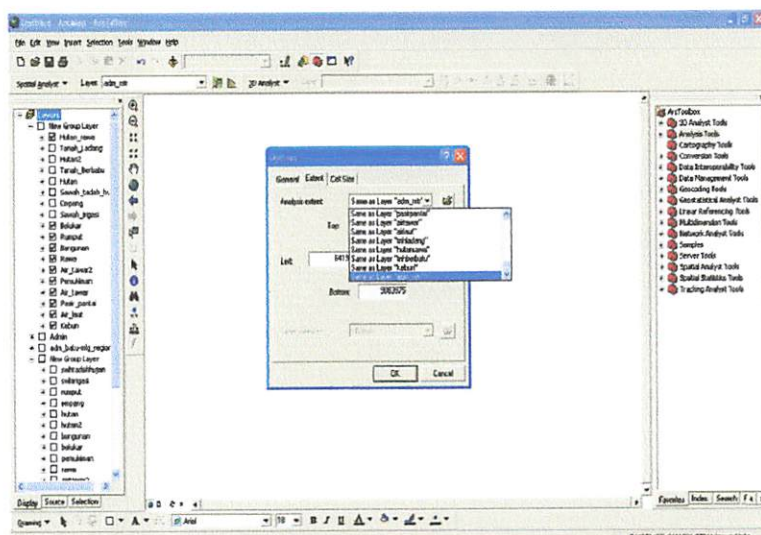 File Edit View Insert Selection Tools Window Help
Spatial Analyst Layer: adm_mlr 3D Analyst
Layers
New Group Layer
Hutan_rawa
Tanah_Ladang
Hutan2
Tanah_Berbatu
Hutan
Sawah_tadah_hu
Empang
Sawah_irigasi
Belukar
Rumput
Bangunan
Rawa
Air_tawar2
Pemukiman
Air_tawar
Pasir_pantai
Air_laut
Kebun
Admin
adm_batu-mlg_region
New Group Layer
swhtadahhujan
swhirigasi
rumput
empang
hutan
hutan2
bangunan
belukar
pemukiman
rawa
Display Source Selection
Options
General Extent Cell Size
Analysis extent: Same as Layer "adm_mlr"
Top:
Same as Layer "pasirpantai"
Same as Layer "airtawar"
Same as Layer "airlaut"
Same as Layer "tnhladang"
Same as Layer "hutanrawa"
Same as Layer "tnhberbatu"
Same as Layer "kebun"
Left:
Bottom: 9082875
OK Cancel
ArcToolbox
3D Analyst Tools
Analysis Tools
Cartography Tools
Conversion Tools
Data Interoperability Tools
Data Management Tools
Geocoding Tools
Geostatistical Analyst Tools
Linear Referencing Tools
Multidimension Tools
Network Analyst Tools
Samples
Server Tools
Spatial Analyst Tools
Spatial Statistics Tools
Tracking Analyst Tools
Favorites Index Search
Drawing A Arial 10 B I U A